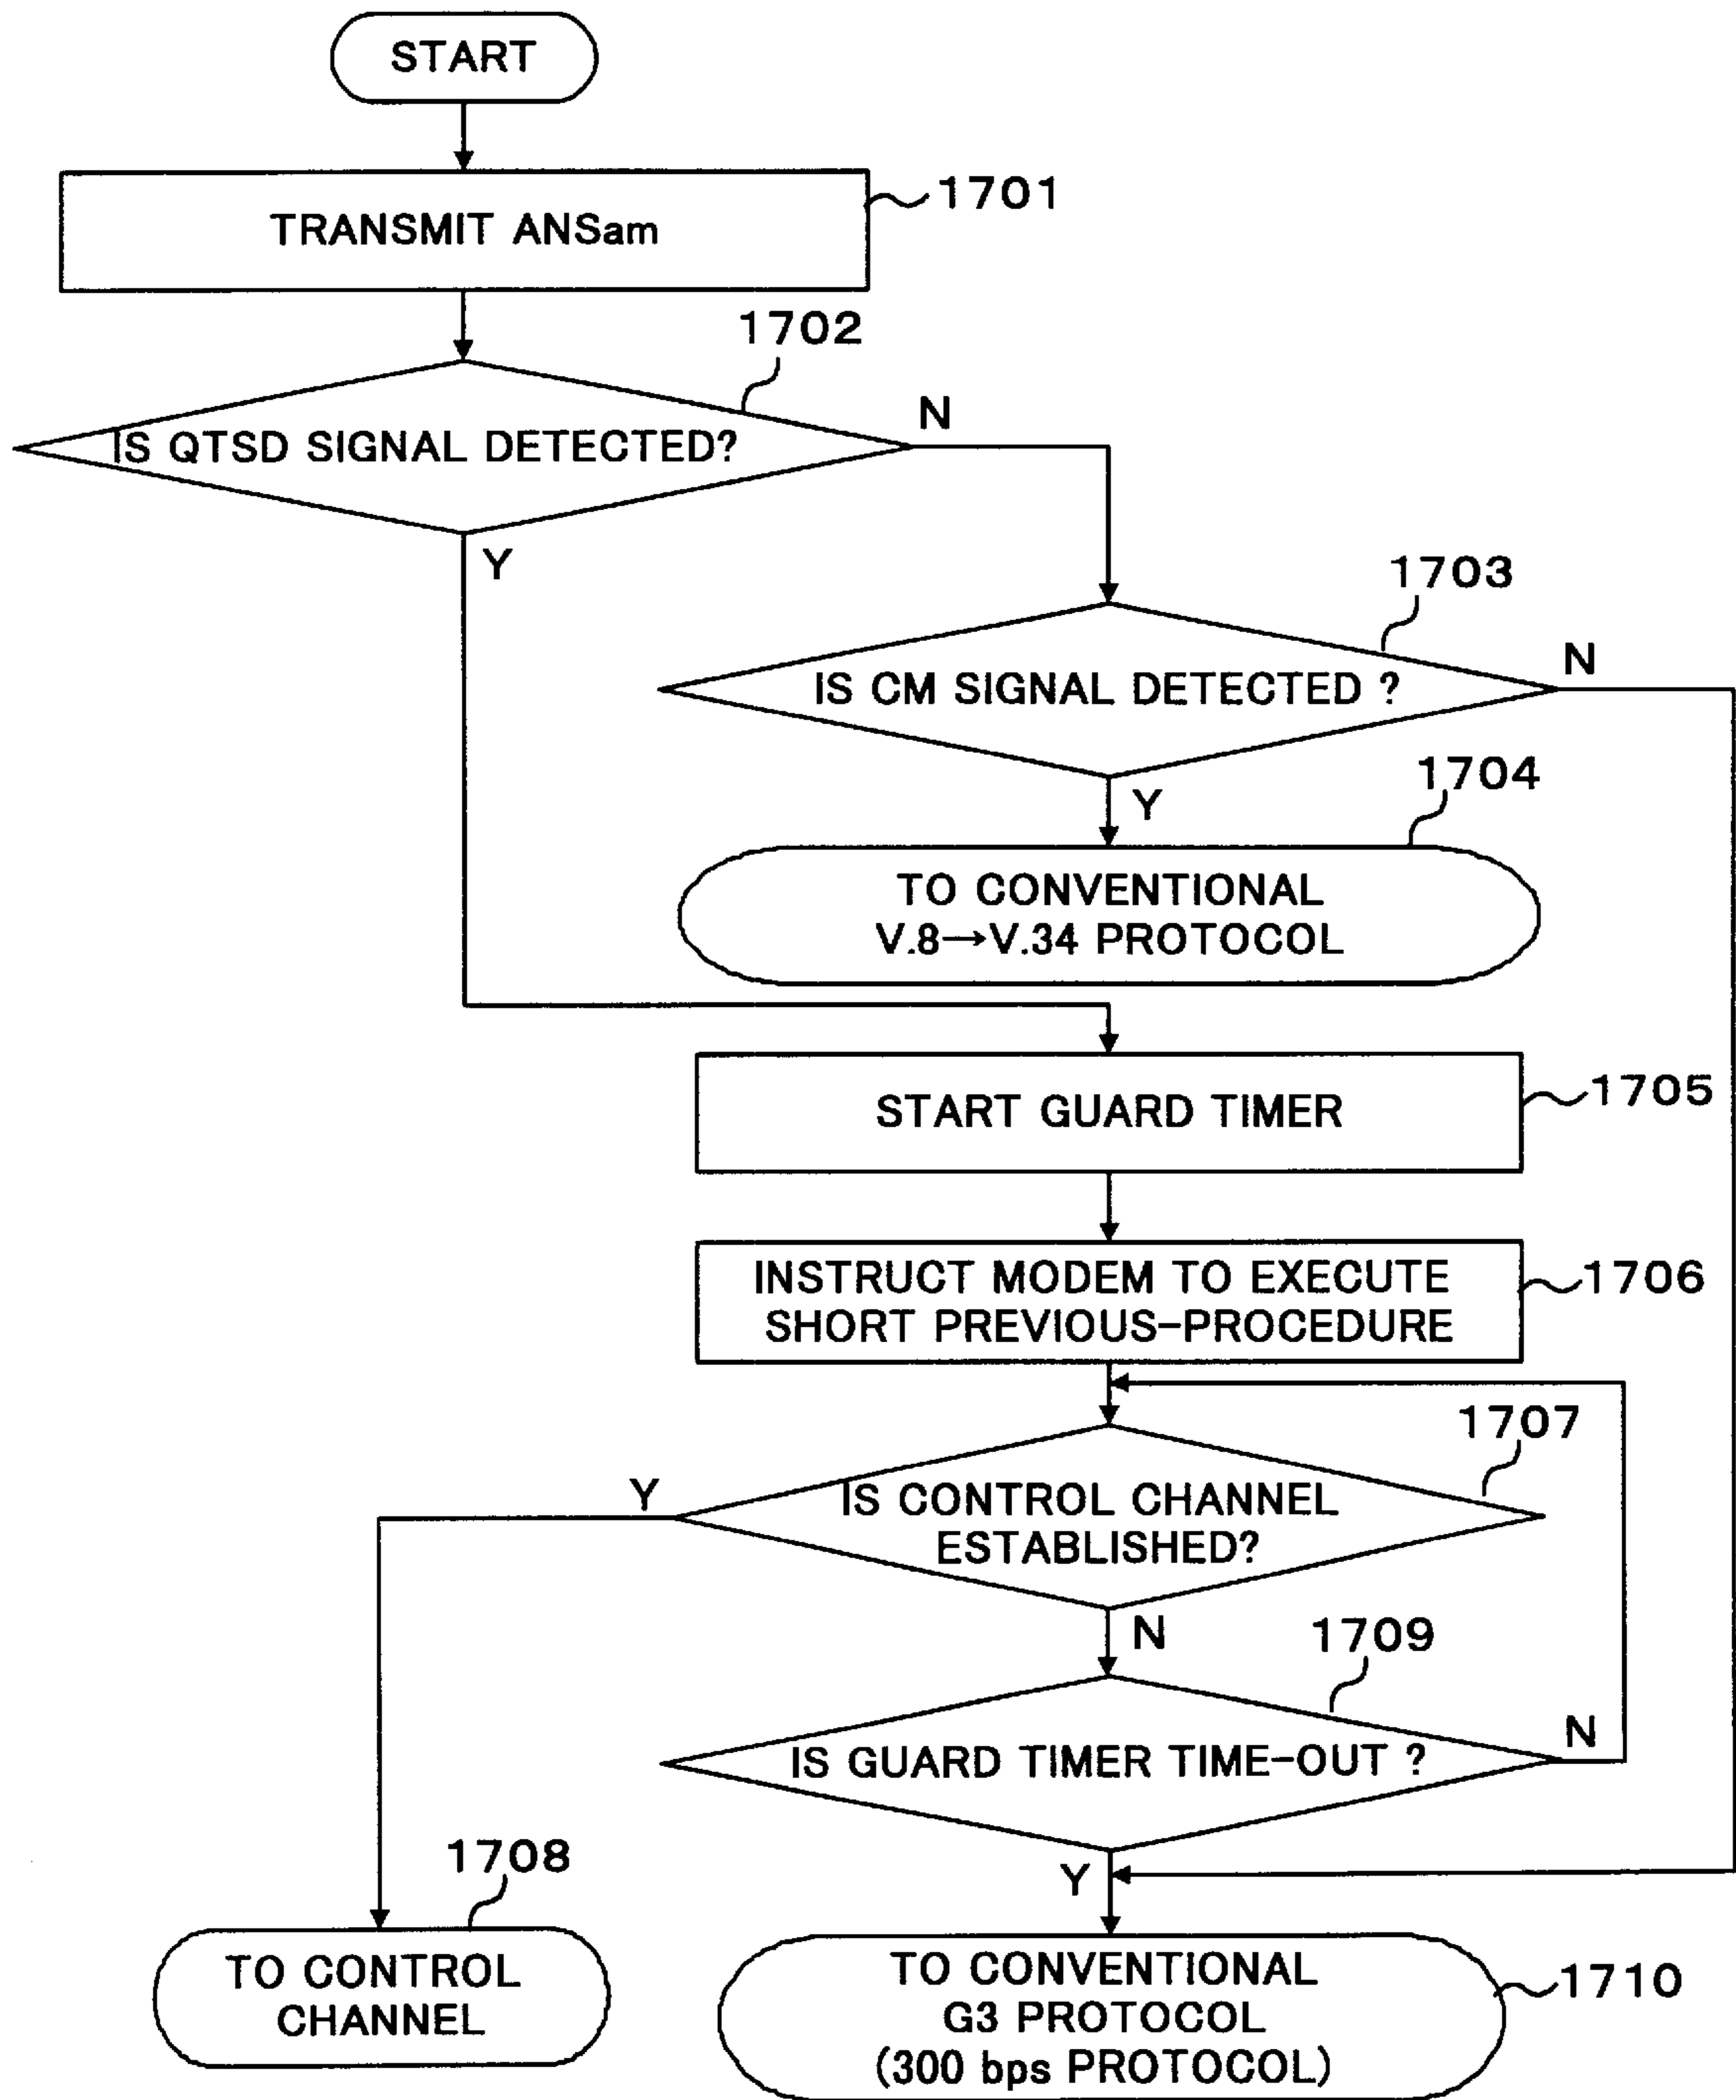 START
TRANSMIT ANSam
1701
1702
IS QTSD SIGNAL DETECTED?
N
Y
1703
IS CM SIGNAL DETECTED ?
N
Y
1704
TO CONVENTIONAL
V.8→V.34 PROTOCOL
START GUARD TIMER
1705
INSTRUCT MODEM TO EXECUTE
SHORT PREVIOUS-PROCEDURE
1706
1707
IS CONTROL CHANNEL
ESTABLISHED?
Y
N
1709
IS GUARD TIMER TIME-OUT ?
N
Y
1708
TO CONTROL
CHANNEL
TO CONVENTIONAL
G3 PROTOCOL
(300 bps PROTOCOL)
1710